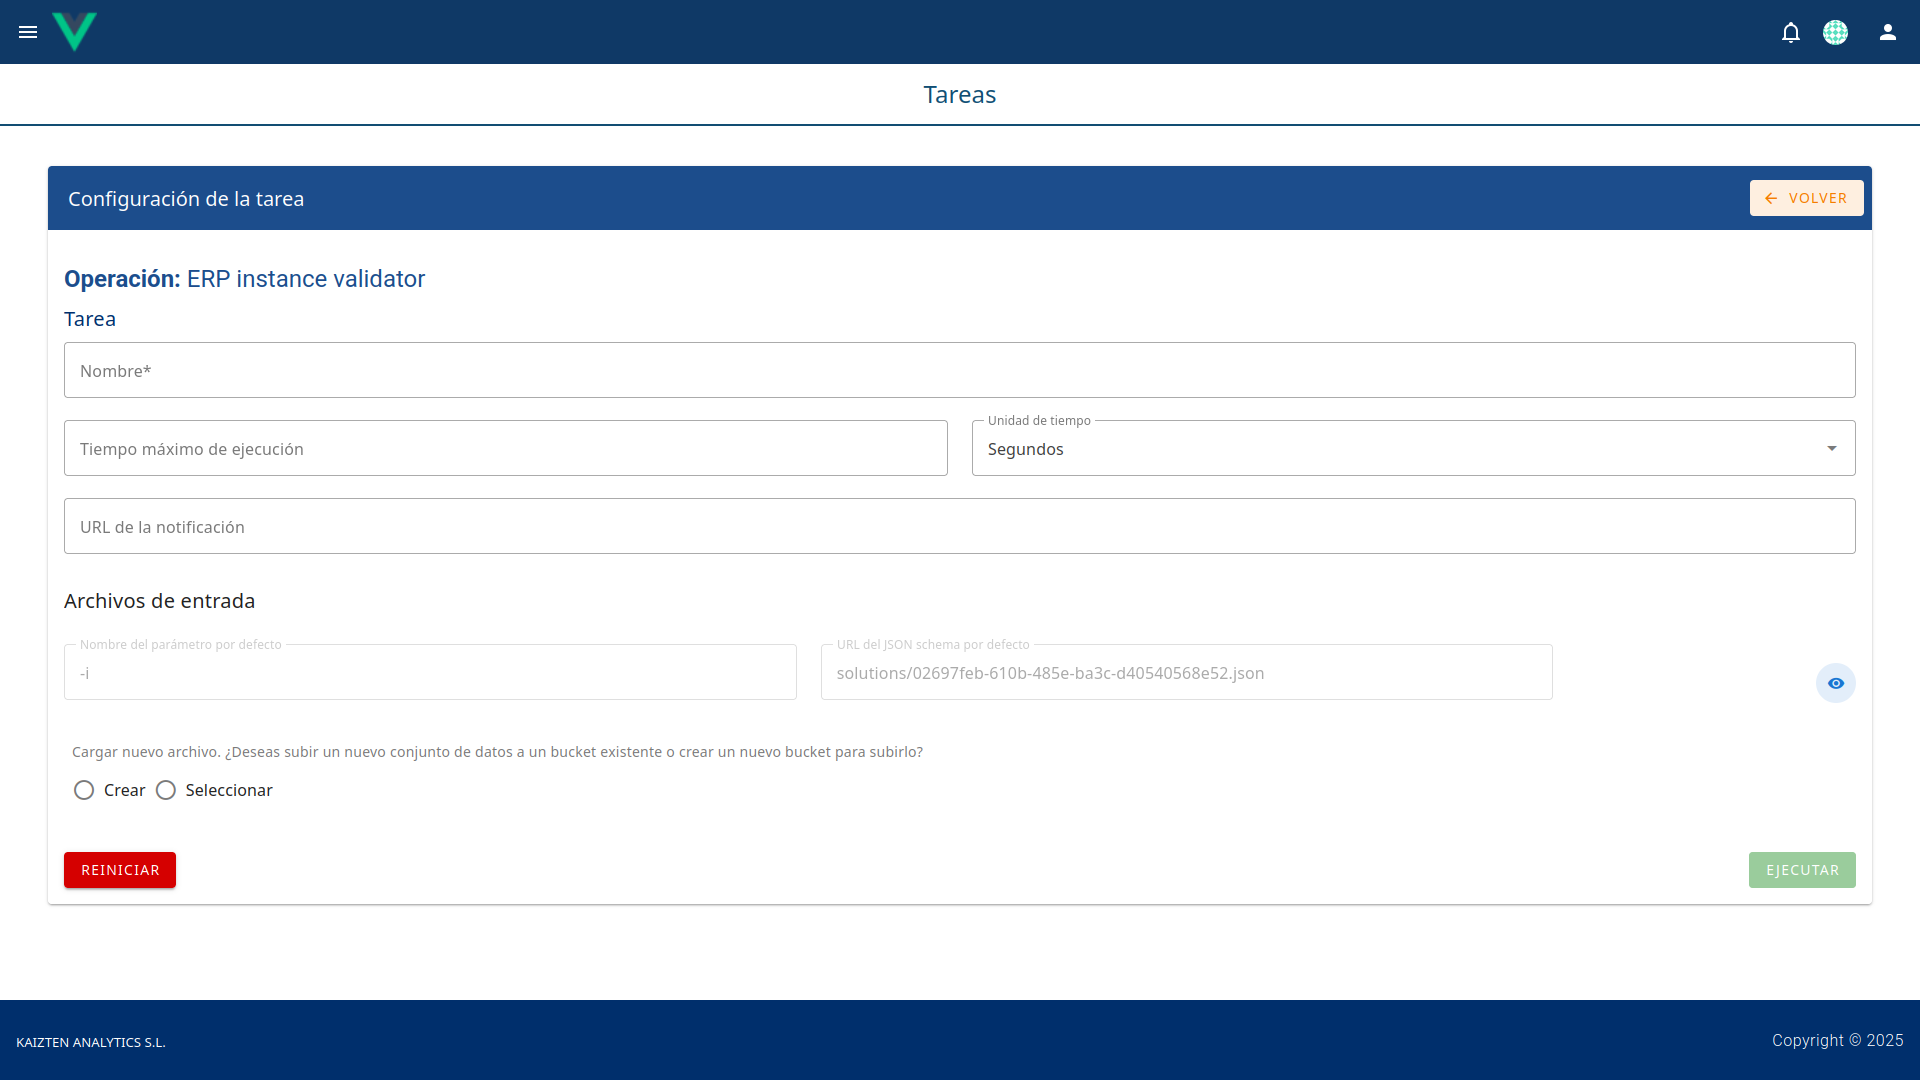 Tareas
Configuración de la tarea
VOLVER
Operación: ERP instance validator
Tarea
Nombre*
Tiempo máximo de ejecución
Unidad de tiempo
Segundos
URL de la notificación
Archivos de entrada
Nombre del parámetro por defecto
-i
URL del JSON schema por defecto
solutions/02697feb-610b-485e-ba3c-d40540568e52.json
Cargar nuevo archivo. ¿Deseas subir un nuevo conjunto de datos a un bucket existente o crear un nuevo bucket para subirlo?
Crear
Seleccionar
REINICIAR
EJECUTAR
KAIZTEN ANALYTICS S.L.
Copyright © 2025